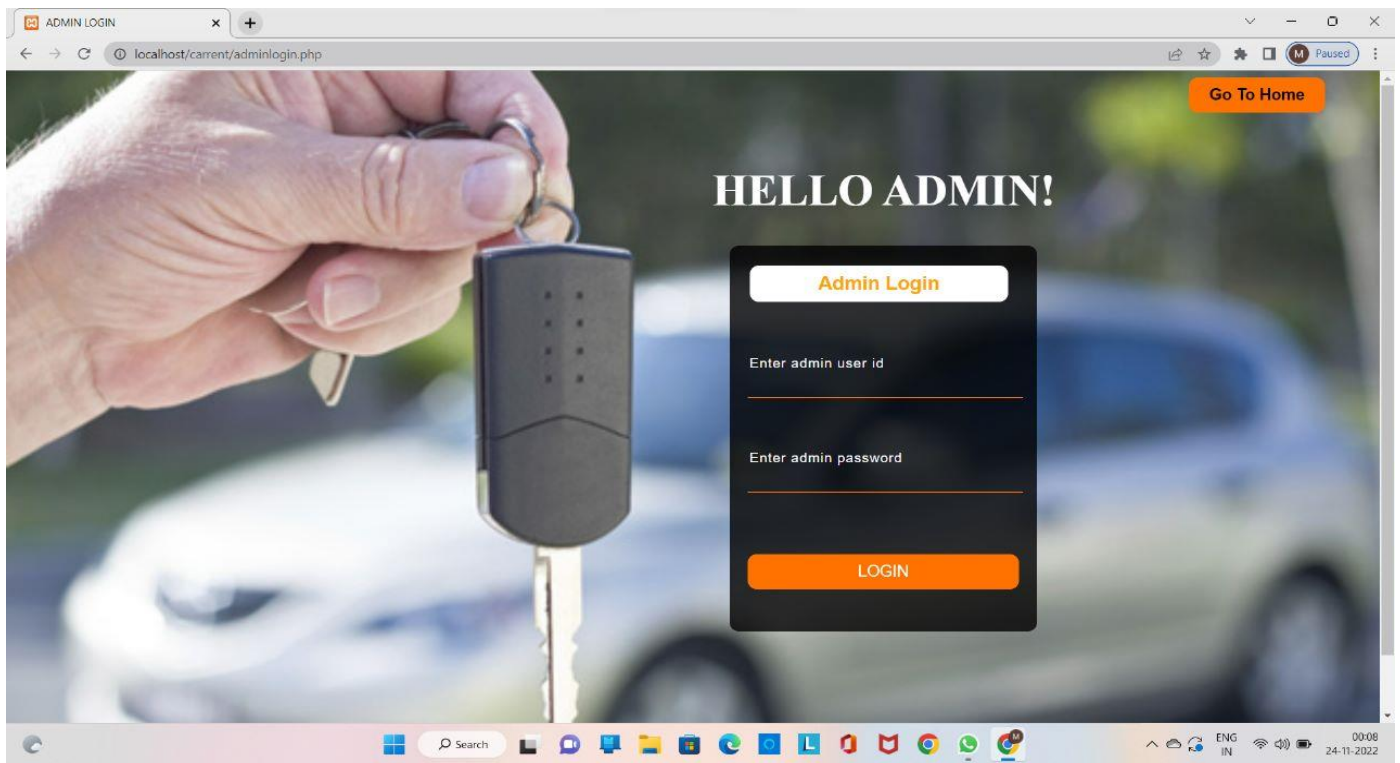 ADMIN LOGIN
localhost/carrent/adminlogin.php
M Paused
Go To Home
HELLO ADMIN!
Admin Login
Enter admin user id
Enter admin password
LOGIN
Search
L
M
ENG
IN
00:08
24-11-2022